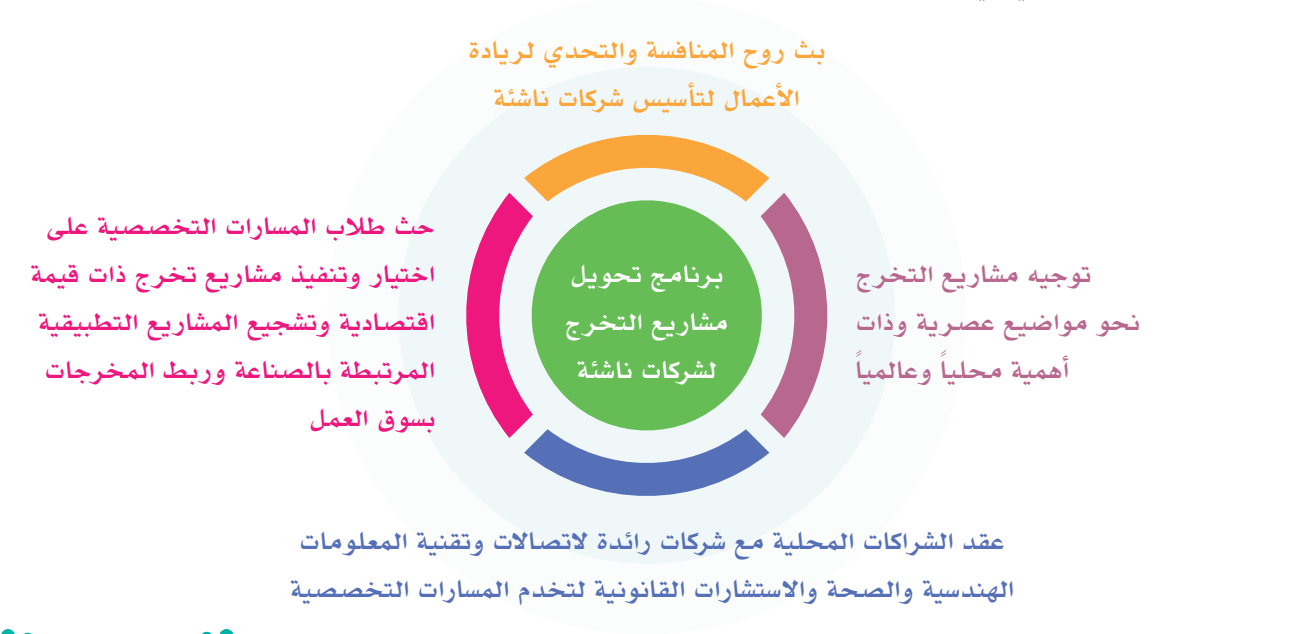 بث روح المنافسة والتحدي لريادة
الأعمال لتأسيس شركات ناشئة
توجيه مشاريع التخرج
نحو مواضيع عصرية وذات
أهمية محلياً وعالمياً
برنامج تحويل
مشاريع التخرج
لشركات ناشئة
حث طلاب المسارات التخصصية على
اختيار وتنفيذ مشاريع تخرج ذات قيمة
اقتصادية وتشجيع المشاريع التطبيقية
المرتبطة بالصناعة وربط المخرجات
بسوق العمل
عقد الشراكات المحلية مع شركات رائدة لاتصالات وتقنية المعلومات
الهندسية والصحة والاستشارات القانونية لتخدم المسارات التخصصية